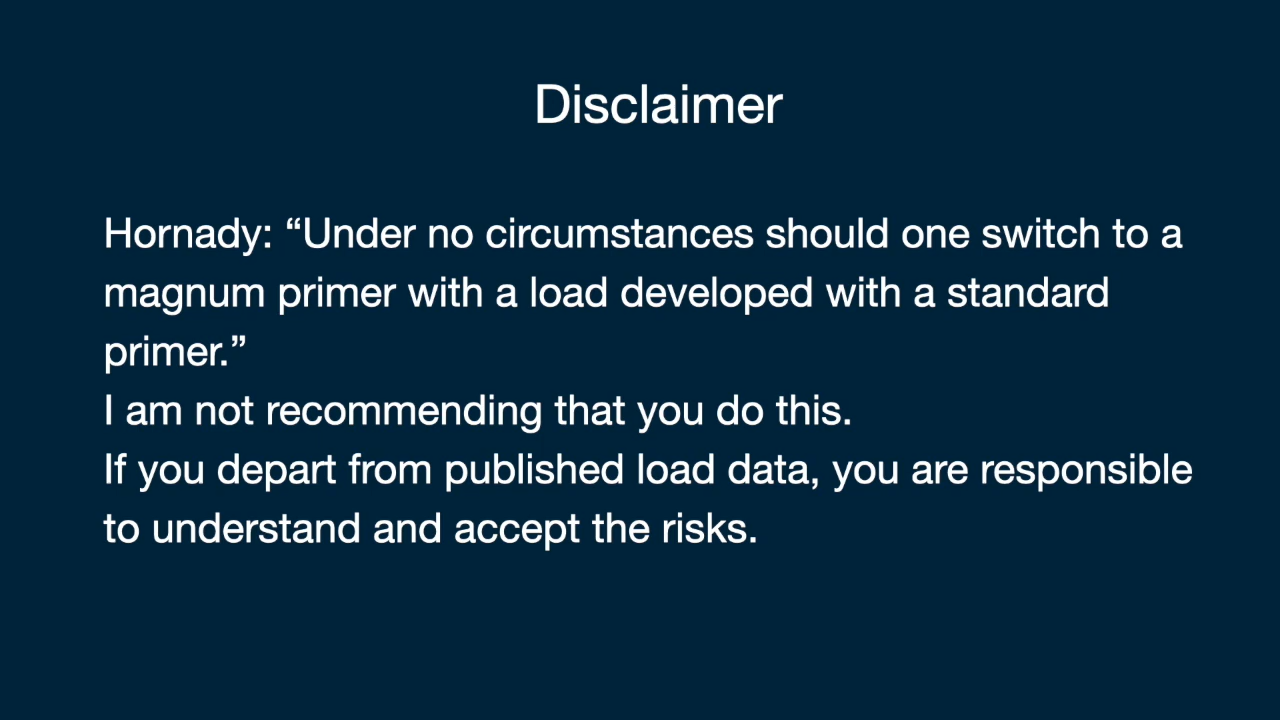 Disclaimer
Hornady: “Under no circumstances should one switch to a
magnum primer with a load developed with a standard
primer.”
I am not recommending that you do this.
If you depart from published load data, you are responsible
to understand and accept the risks.